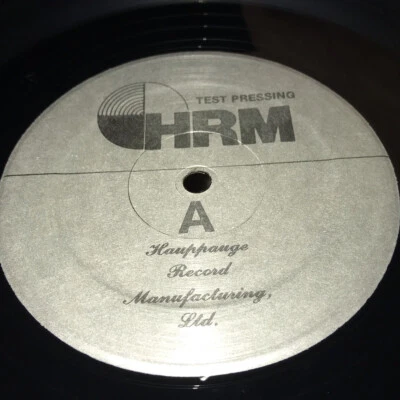 TEST PRESSING
HRM
A
Hauppauge
Record
Manufacturing,
Ltd.